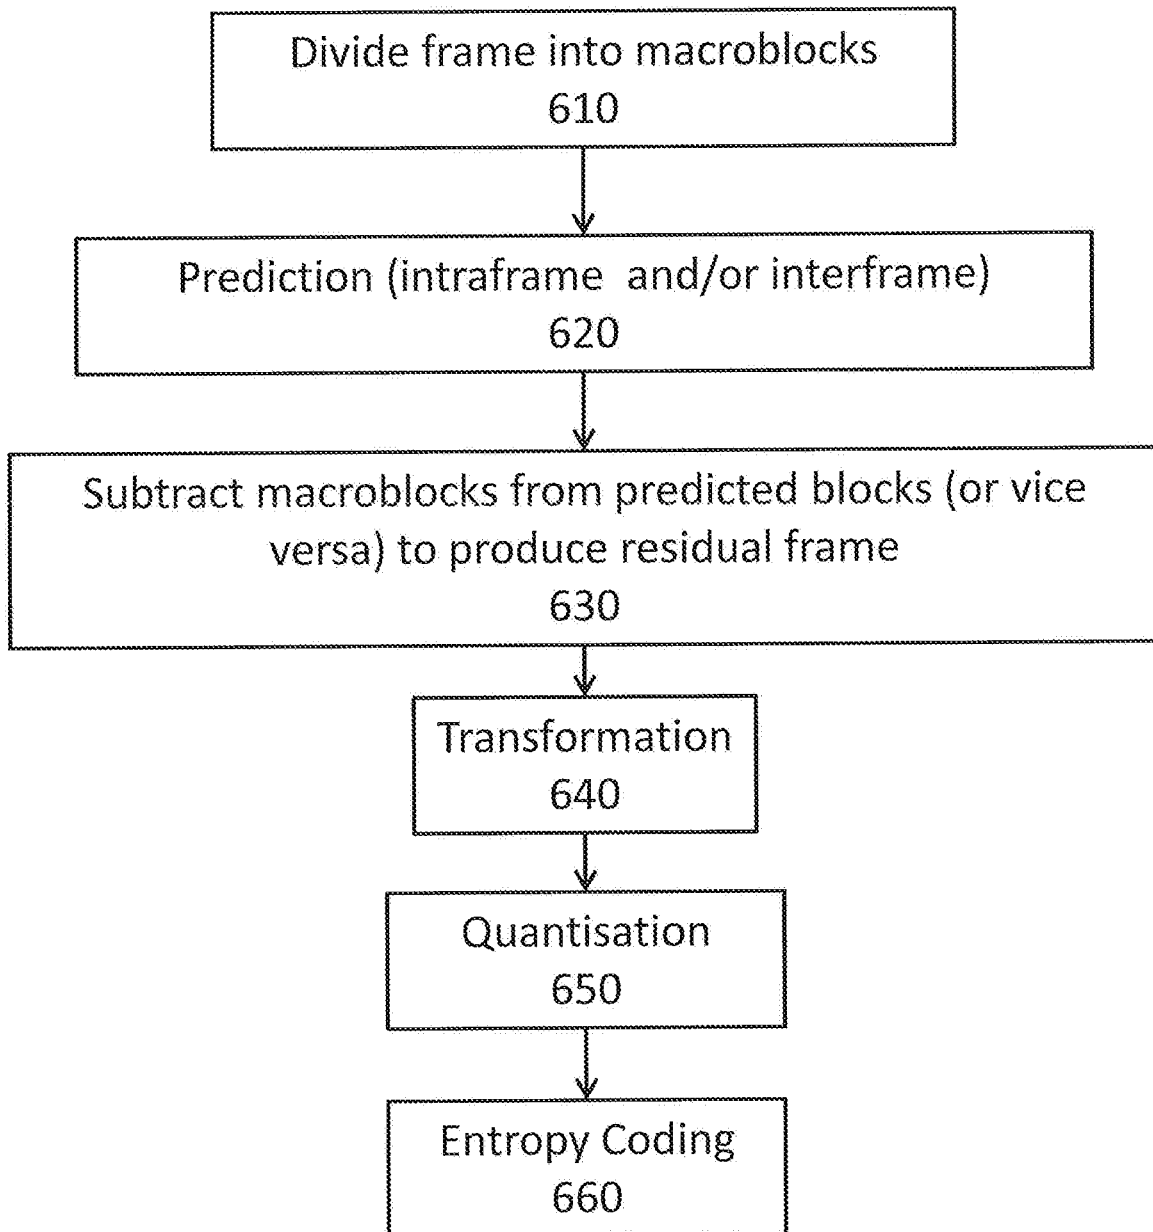 Divide frame into macroblocks
610
Prediction (intraframe and/or interframe)
620
Subtract macroblocks from predicted blocks (or vice
versa) to produce residual frame
630
Transformation
640
Quantisation
650
Entropy Coding
660